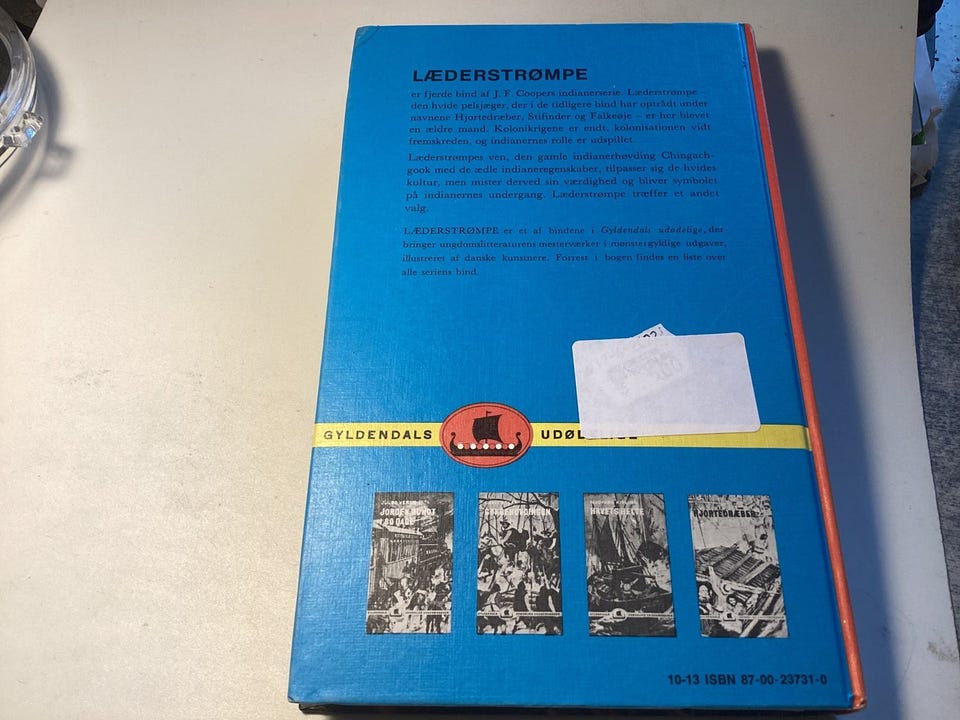 LÆDERSTRØMPE
er fjerde bind af J. F. Coopers indianerserie. Læderstrømpe –
den hvide pelsjæger, der i de tidligere bind har optrådt under
navnene Hjortedræber, Stifinder og Falkeøje – er her blevet
en ældre mand. Kolonikrigene er endt, kolonisationen vidt
fremskreden, og indianernes rolle er udspillet.
Læderstrømpes ven, den gamle indianerhøvding Chingach-
gook med de ædle indianeregenskaber, tilpasser sig de hvides
kultur, men mister derved sin værdighed og bliver symbolet
på indianernes undergang. Læderstrømpe træffer et andet
valg.
LÆDERSTRØMPE er et af bindene i Gyldendals udødelige, der
bringer ungdomslitteraturens mesterværker i mønstergyldige udgaver,
illustreret af danske kunstnere. Forrest i bogen findes en liste over
alle seriens bind.
GYLDENDALS
JORDEN RUNDT
80 DAGE
HAVETS HELTE
HJORTEDRÆBER
10-13 ISBN 87-00-23731-0